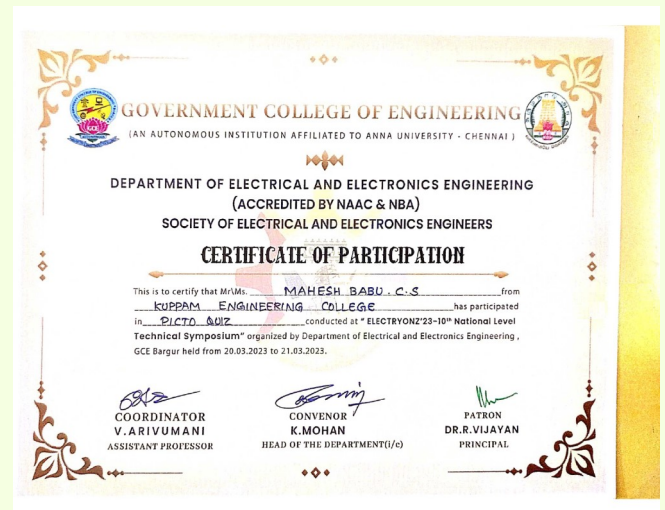 GCE
GOVERNMENT COLLEGE OF ENGINEERING
(AN AUTONOMOUS INSTITUTION AFFILIATED TO ANNA UNIVERSITY - CHENNAI )
DEPARTMENT OF ELECTRICAL AND ELECTRONICS ENGINEERING
(ACCREDITED BY NAAC & NBA)
SOCIETY OF ELECTRICAL AND ELECTRONICS ENGINEERS
CERTIFICATE OF PARTICIPATION
This is to certify that Mr\Ms. MAHESH BABU . C . S from
KUPPAM ENGINEERING COLLEGE has participated
in PICTO QUIZ conducted at " ELECTRYONZ'23-10th National Level
Technical Symposium" organized by Department of Electrical and Electronics Engineering ,
GCE Bargur held from 20.03.2023 to 21.03.2023.
COORDINATOR
V.ARIVUMANI
ASSISTANT PROFESSOR
CONVENOR
K.MOHAN
HEAD OF THE DEPARTMENT(i/c)
PATRON
DR.R.VIJAYAN
PRINCIPAL